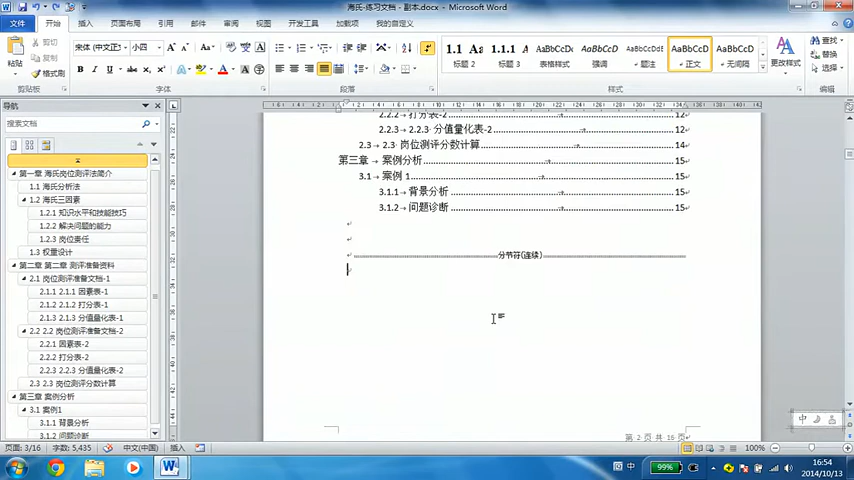 海氏-练习文档 - 副本.docx - Microsoft Word
文件 开始 插入 页面布局 引用 邮件 审阅 视图 开发工具 加载项 我的自定义
粘贴 剪切 复制 格式刷
宋体 (中文正 小四
1.1 Aa 标题 2
1.1.1 A 标题 3
AaBbCcD 表格样式
AaBbCcD 强调
AaBbCcD 题注
AaBbCcD 正文
AaBbCcD 无间隔
更改样式
查找
替换
选择
剪贴板 字体 段落 样式 编辑
导航
搜索文档
第一章 海氏岗位测评法简介
1.1 海氏分析法
1.2 海氏三因素
1.2.1 知识水平和技能技巧
1.2.2 解决问题的能力
1.2.3 岗位责任
1.3 权重设计
第二章 第二章 测评准备资料
2.1 岗位测评准备文档-1
2.1.1 2.1.1 因素表-1
2.1.2 2.1.2 打分表-1
2.1.3 2.1.3 分值量化表-1
2.2 2.2 岗位测评准备文档-2
2.2.1 因素表-2
2.2.2 打分表-2
2.2.3 2.2.3 分值量化表-2
2.3 2.3 岗位测评分数计算
第三章 案例分析
3.1 案例1
3.1.1 背景分析
3.1.2 问题诊断
2.2.2 打分表-2 12
2.2.3 2.2.3 分值量化表-2 12
2.3 2.3 岗位测评分数计算 14
第三章 案例分析 15
3.1 案例 1 15
3.1.1 背景分析 15
3.1.2 问题诊断 15
分节符(连续)
第 2 页 共 16 页
中
页面: 3/16 字数: 5,435 中文(中国) 插入 100%
中 99% 16:54
2014/10/13